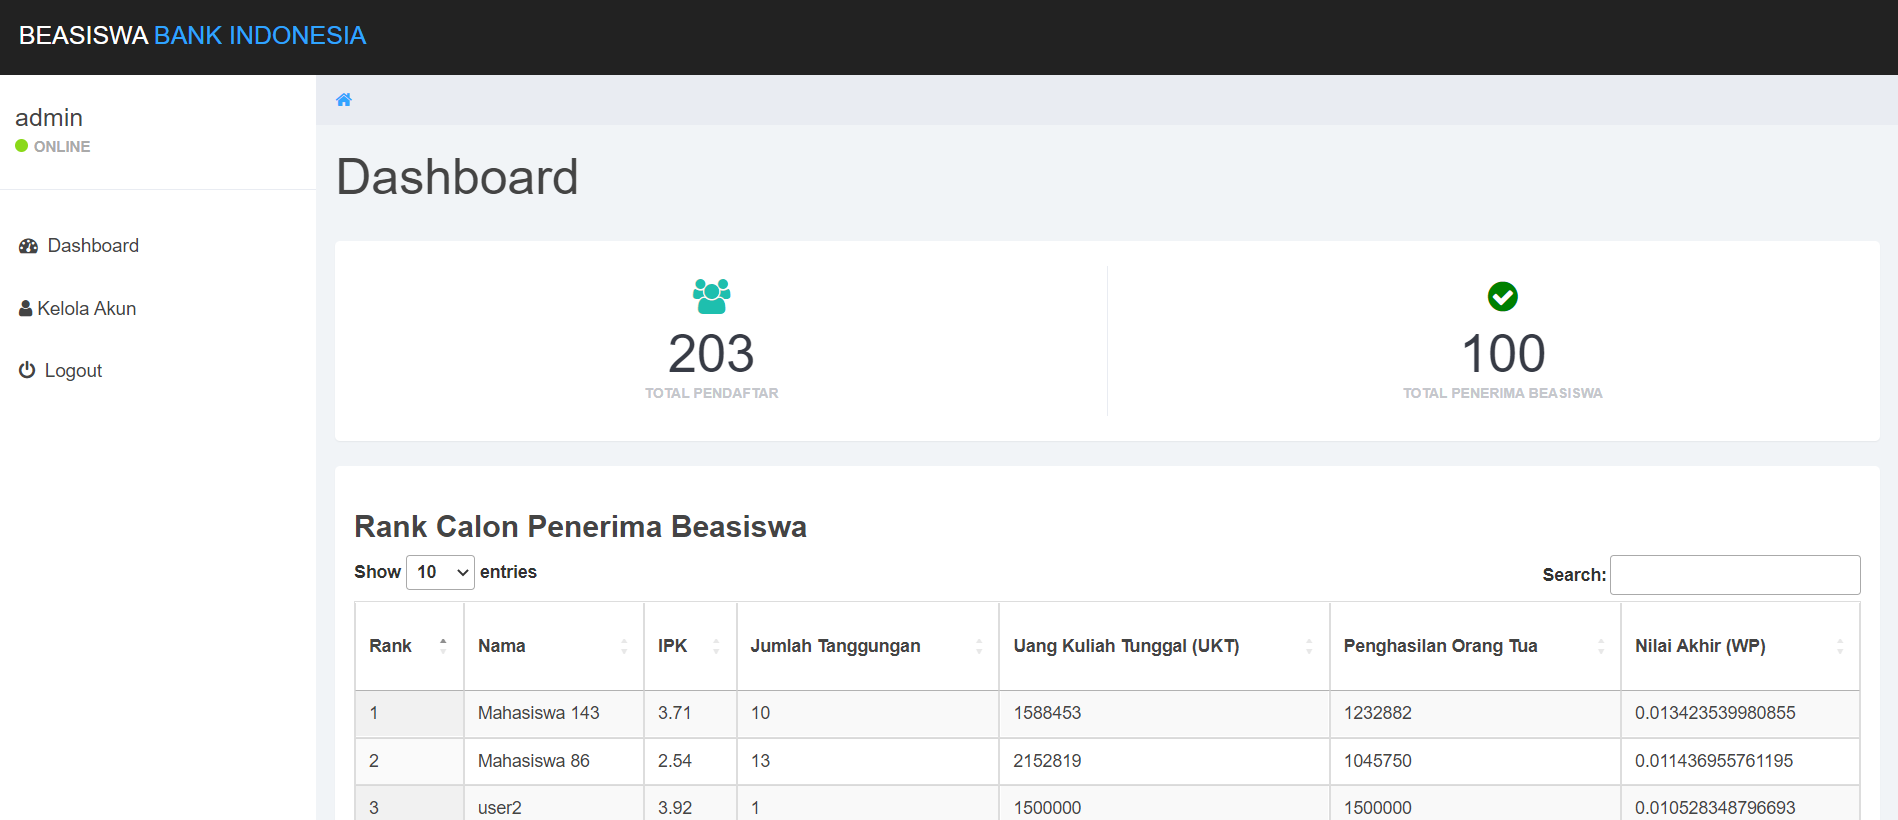 BEASISWA BANK INDONESIA
admin
ONLINE
Dashboard
Kelola Akun
Logout
Dashboard
203
TOTAL PENDAFTAR
100
TOTAL PENERIMA BEASISWA
Rank Calon Penerima Beasiswa
Show 10 entries
Search:
Rank Nama IPK Jumlah Tanggungan Uang Kuliah Tunggal (UKT) Penghasilan Orang Tua Nilai Akhir (WP)
1 Mahasiswa 143 3.71 10 1588453 1232882 0.013423539980855
2 Mahasiswa 86 2.54 13 2152819 1045750 0.011436955761195
3 user2 3.92 1 1500000 1500000 0.010528348796693